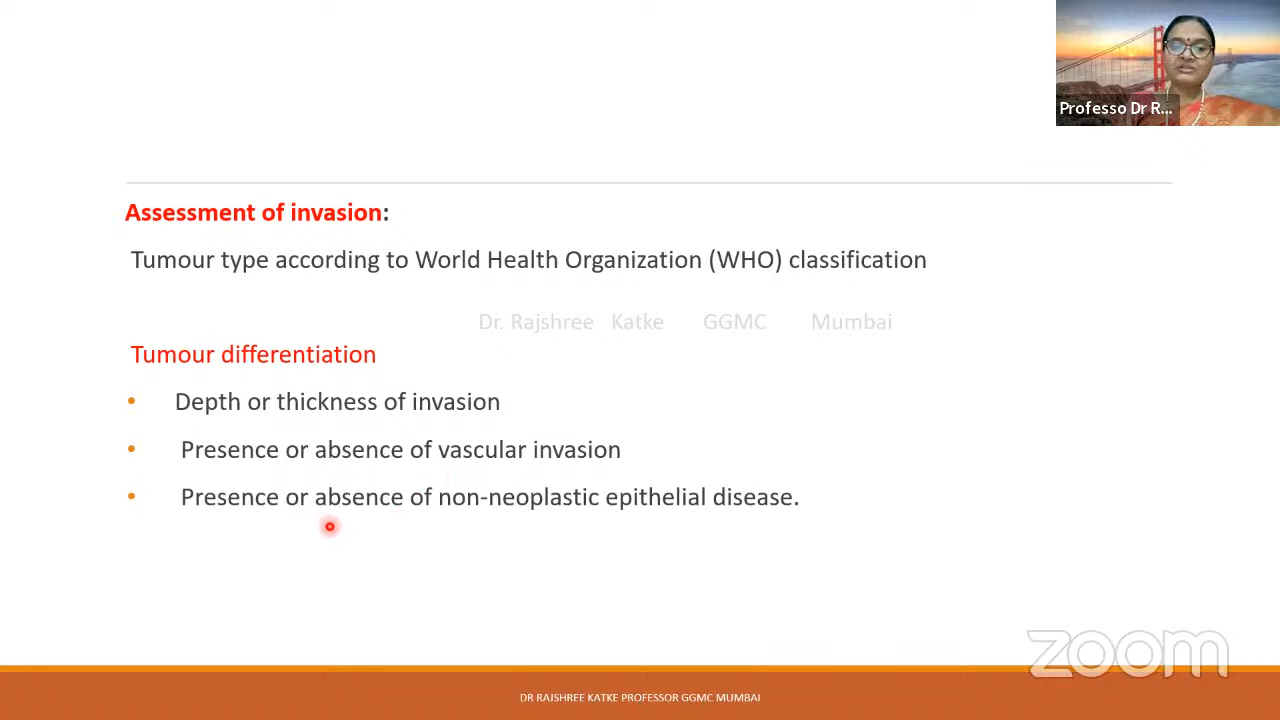 Professo Dr R...
Assessment of invasion:
Tumour type according to World Health Organization (WHO) classification
Dr. Rajshree Katke GGMC Mumbai
Tumour differentiation
• Depth or thickness of invasion
• Presence or absence of vascular invasion
• Presence or absence of non-neoplastic epithelial disease.
zoom
DR RAJSHREE KATKE PROFESSOR GGMC MUMBAI